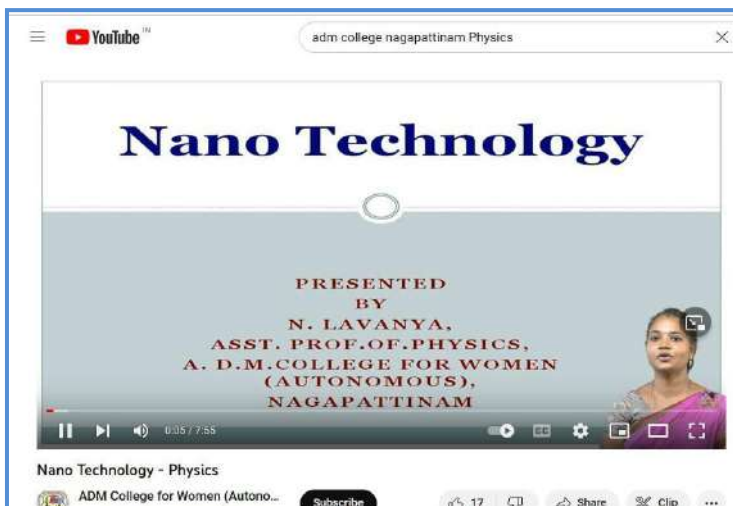 YouTube IN
adm college nagapattinam Physics
Nano Technology
PRESENTED
BY
N. LAVANYA,
ASST. PROF.OF.PHYSICS,
A. D.M.COLLEGE FOR WOMEN
(AUTONOMOUS),
NAGAPATTINAM
0:05 / 7:55
CC
Nano Technology - Physics
ADM College for Women (Autono...
Subscribe
17
Share
Clip
...